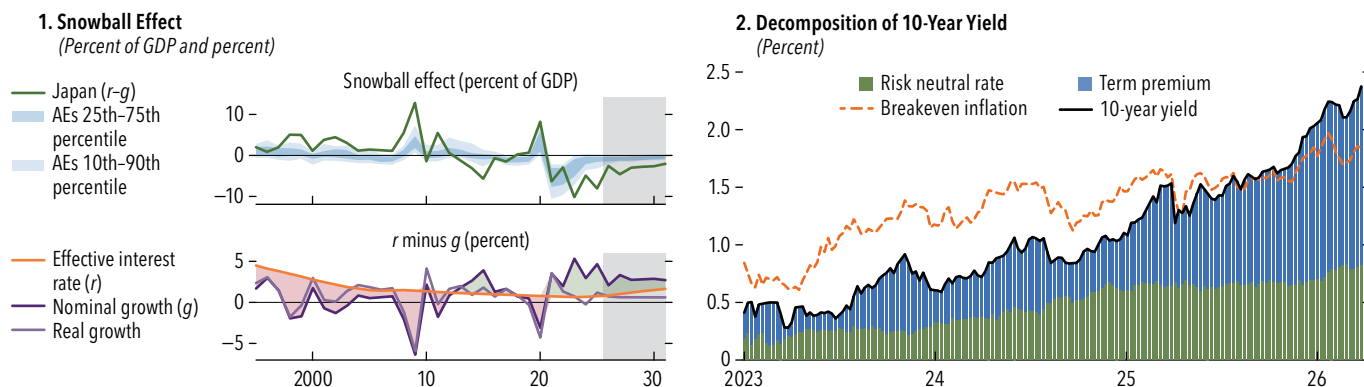 1. Snowball Effect
(Percent of GDP and percent)
Japan (r–g)
AEs 25th–75th
percentile
AEs 10th–90th
percentile
Snowball effect (percent of GDP)
10
0
–10
Effective interest
rate (r)
Nominal growth (g)
Real growth
r minus g (percent)
5
0
–5
2000 10 20 30
2. Decomposition of 10-Year Yield
(Percent)
Risk neutral rate
Term premium
Breakeven inflation
10-year yield
2.5
2.0
1.5
1.0
0.5
0
2023 24 25 26